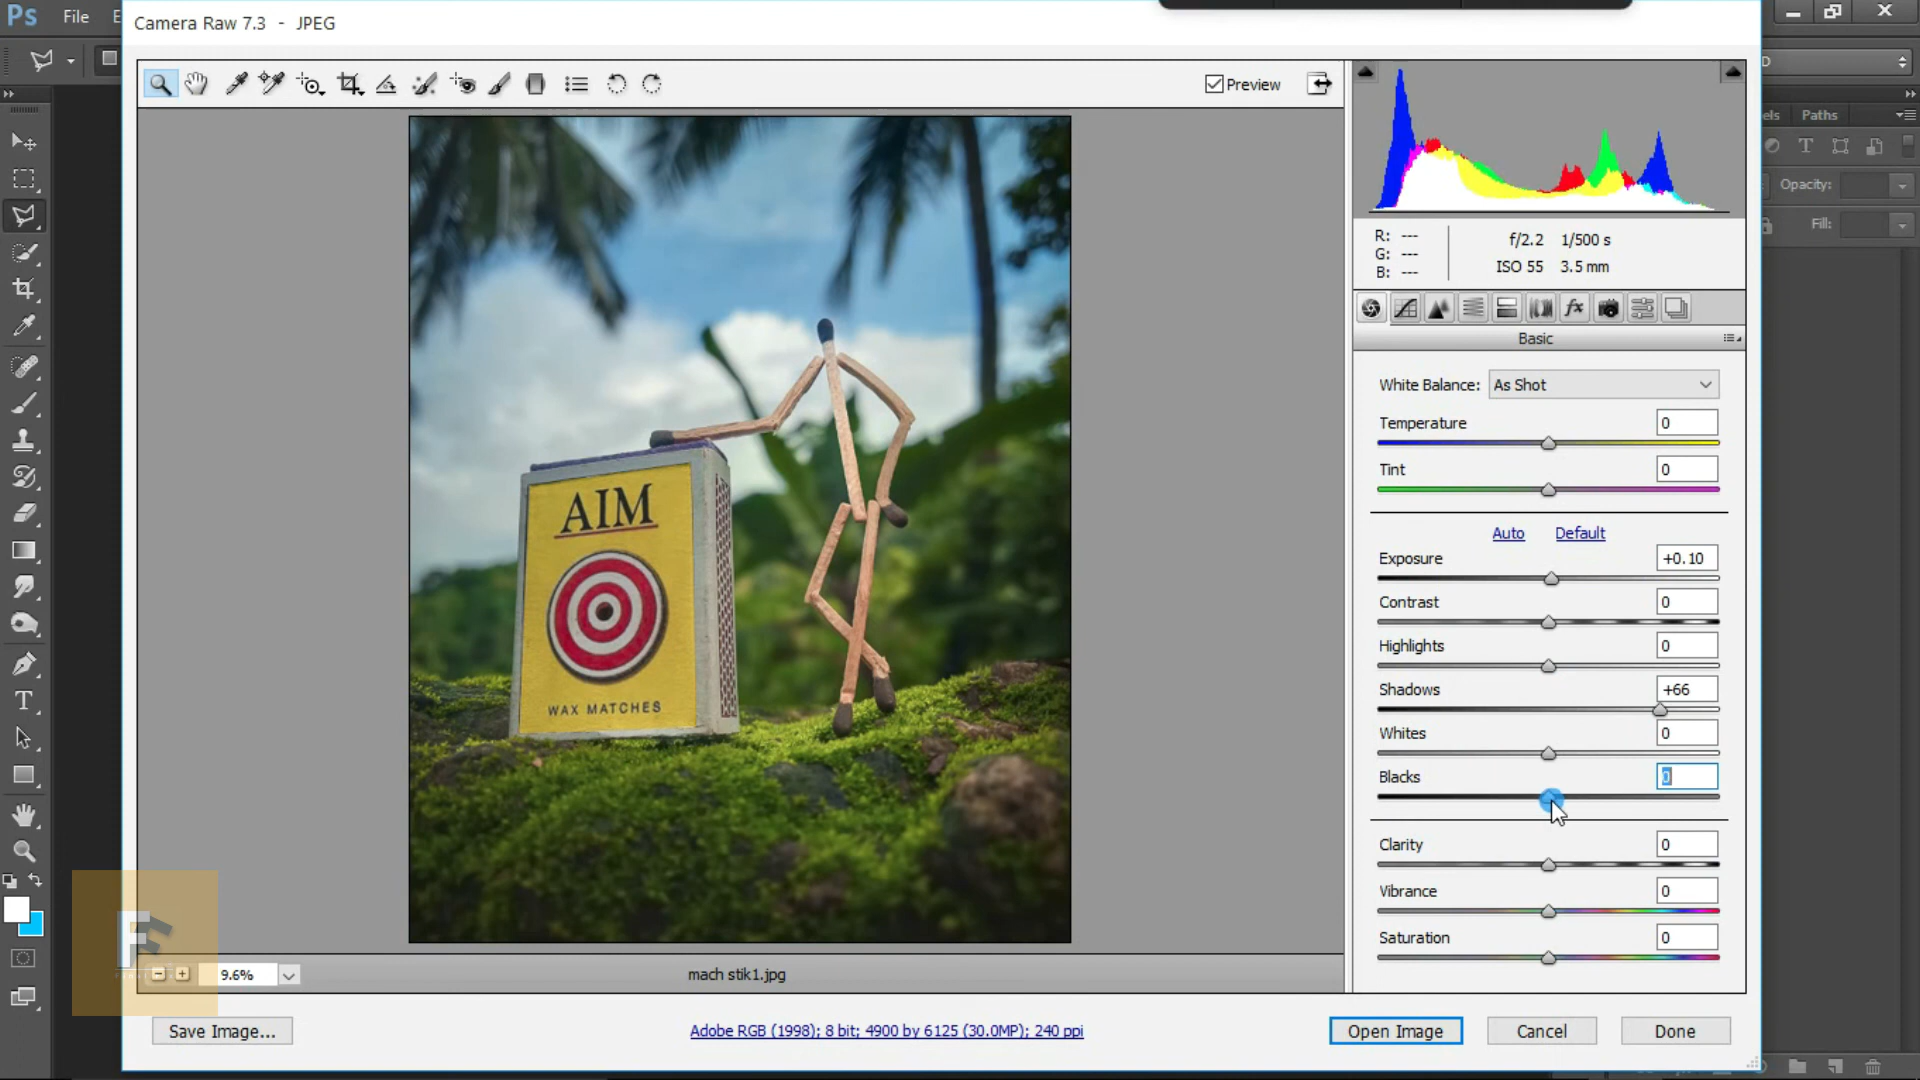 Ps File E
Camera Raw 7.3 - JPEG
Preview
els Paths
Opacity:
Fill:
R: ---
G: ---
B: ---
f/2.2 1/500 s
ISO 55 3.5 mm
Basic
White Balance: As Shot
Temperature 0
Tint 0
Auto Default
Exposure +0.10
Contrast 0
Highlights 0
Shadows +66
Whites 0
Blacks 0
Clarity 0
Vibrance 0
Saturation 0
AIM
WAX MATCHES
9.6%
mach stik1.jpg
Save Image...
Adobe RGB (1998); 8 bit; 4900 by 6125 (30.0MP); 240 ppi
Open Image Cancel Done